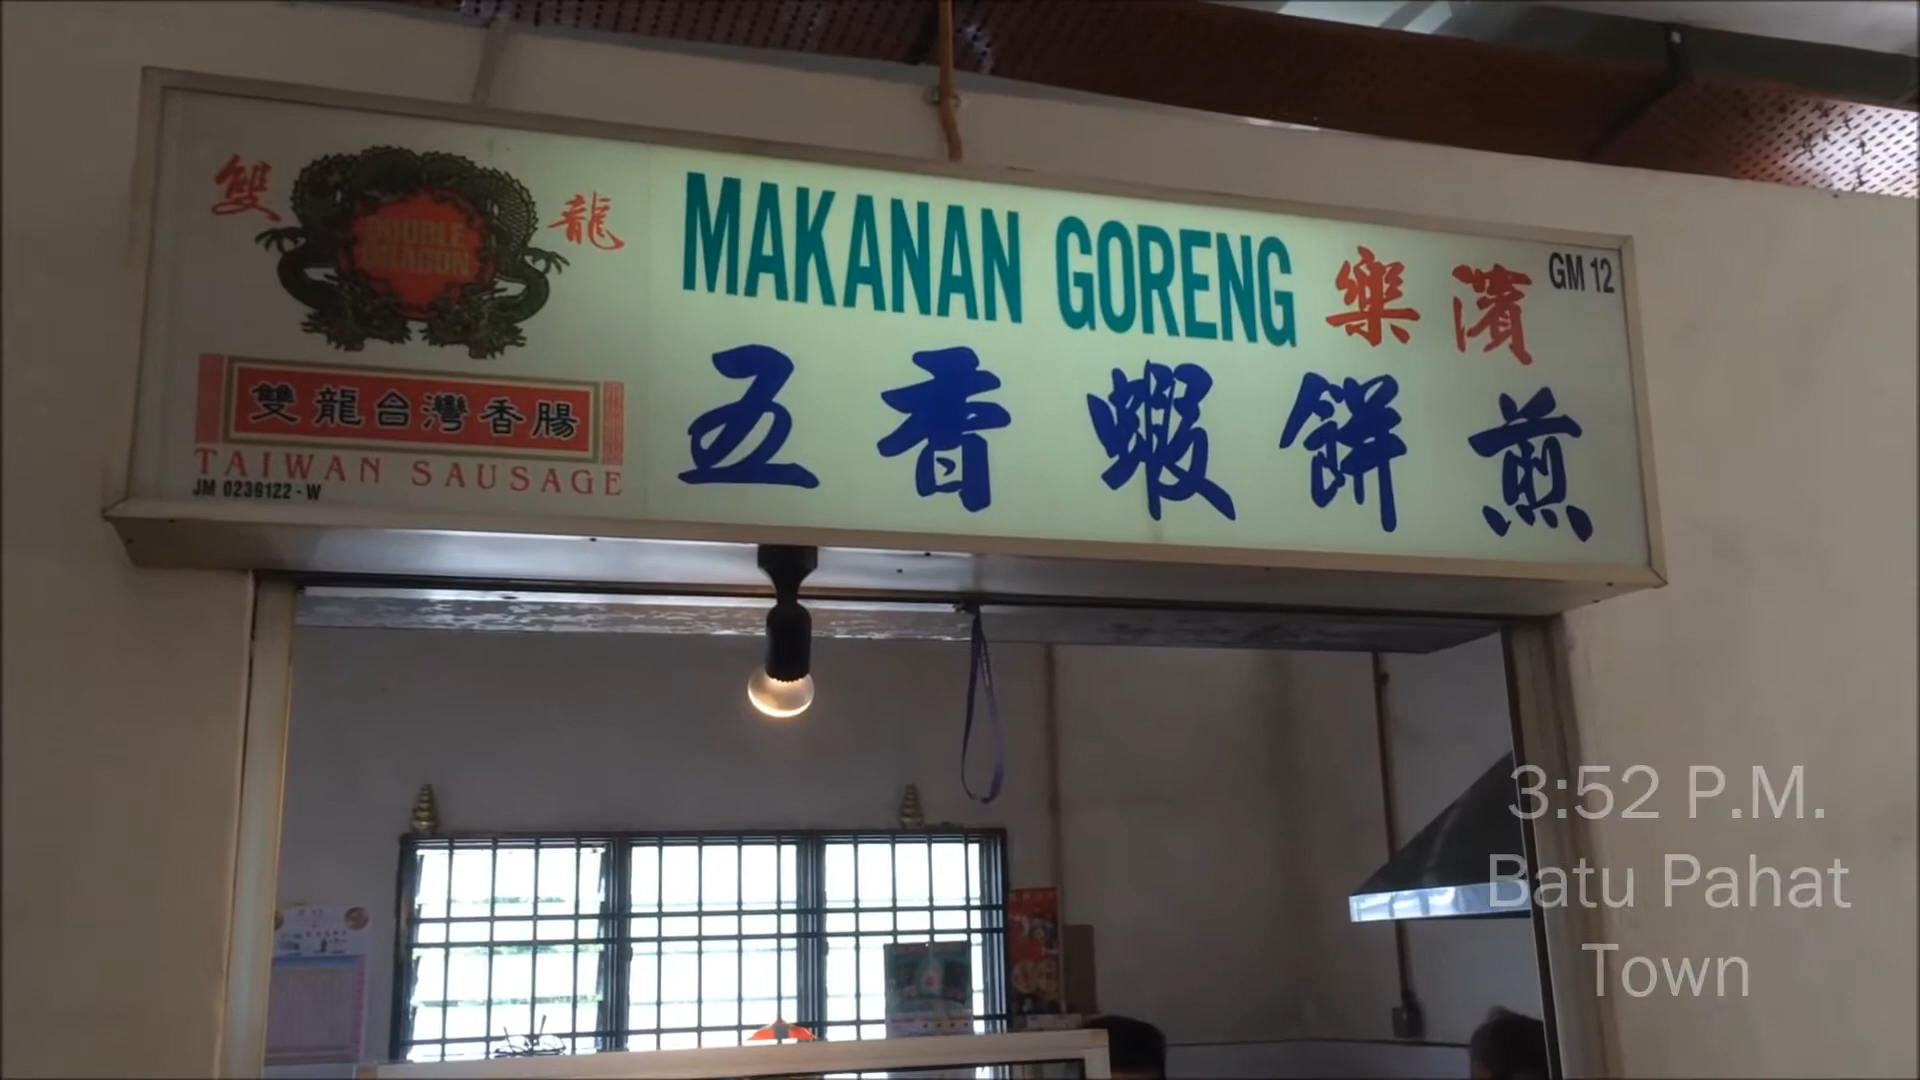 雙 龍
DOUBLE
DRAGON
雙龍台灣香腸
TAIWAN SAUSAGE
JM 0239122 - W
MAKANAN GORENG 樂濱
GM 12
五香蝦餅煎
3:52 P.M.
Batu Pahat
Town